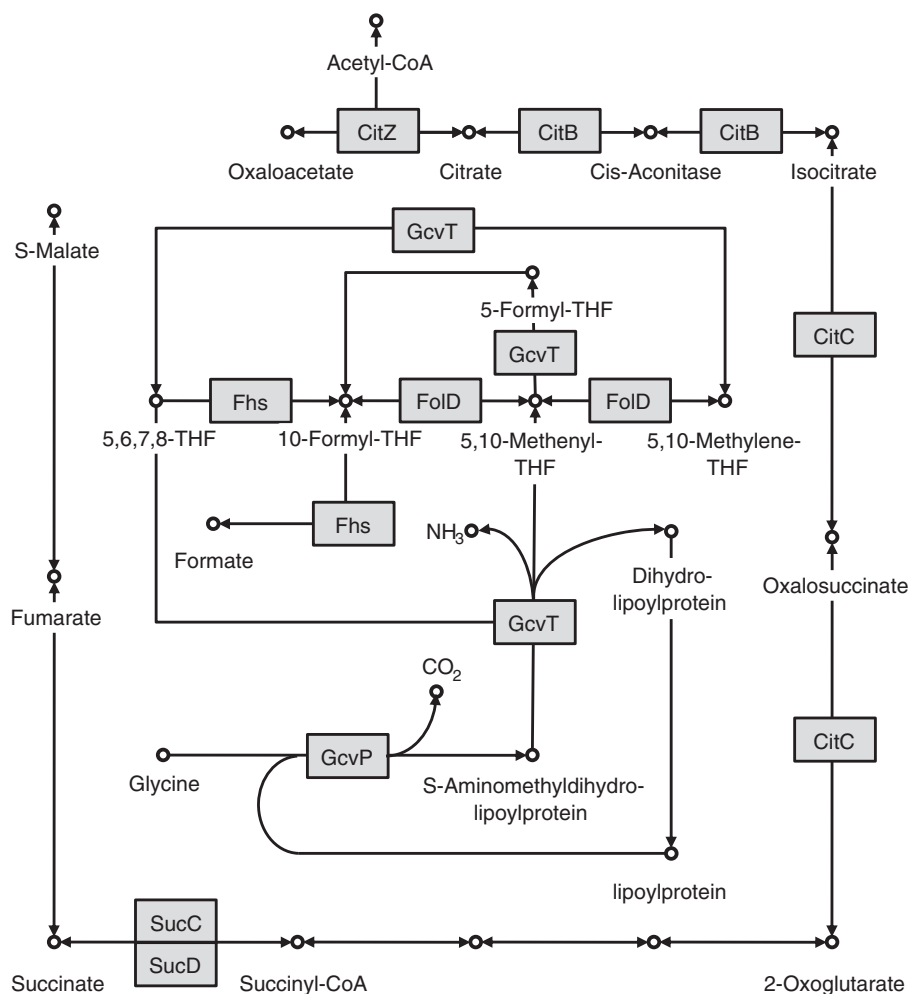 Acetyl-CoA
CitZ
CitB
CitB
Oxaloacetate
Citrate
Cis-Aconitase
Isocitrate
S-Malate
GcvT
5-Formyl-THF
GcvT
CitC
Fhs
FolD
FolD
5,6,7,8-THF
10-Formyl-THF
5,10-Methenyl-
THF
5,10-Methylene-
THF
Fhs
Formate
NH₃
Dihydro-
lipoylprotein
Oxalosuccinate
Fumarate
GcvT
CO₂
GcvP
CitC
Glycine
S-Aminomethyldihydro-
lipoylprotein
lipoylprotein
SucC
SucD
Succinate
Succinyl-CoA
2-Oxoglutarate